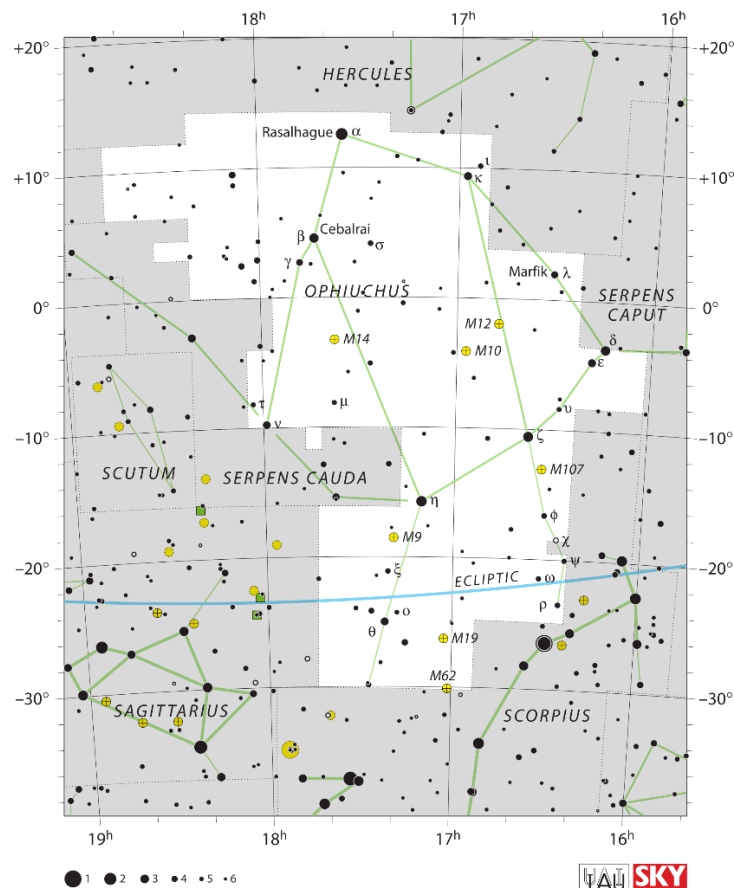 18h 17h 16h
+20° +20°
HERCULES
Rasalhague α
ι
κ
+10° +10°
β Cebalrai
σ
γ
Marfik λ
OPHIUCHUS
SERPENS
CAPUT
0° 0°
M12
M14
M10
δ
ε
μ
τ
υ
ν
−10° −10°
ζ
SCUTUM
SERPENS CAUDA
M107
η
ϕ
M9
χ
ξ
ψ
−20° −20°
ECLIPTIC
ω
ο
ρ
θ
M19
M62
−30° −30°
SAGITTARIUS
SCORPIUS
19h 18h 17h 16h
1 2 3 4 5 6
IAU SKY